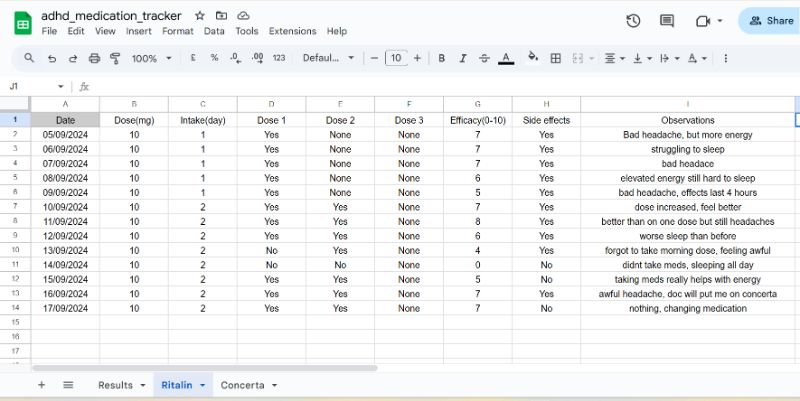 adhd_medication_tracker
File Edit View Insert Format Data Tools Extensions Help
Share
100% £ % .0 .00 123 Defaul... 10 B I A
J1 fx
A B C D E F G H I
1 Date Dose(mg) Intake(day) Dose 1 Dose 2 Dose 3 Efficacy(0-10) Side effects Observations
2 05/09/2024 10 1 Yes None None 7 Yes Bad headache, but more energy
3 06/09/2024 10 1 Yes None None 7 Yes struggling to sleep
4 07/09/2024 10 1 Yes None None 7 Yes bad headace
5 08/09/2024 10 1 Yes None None 6 Yes elevated energy still hard to sleep
6 09/09/2024 10 1 Yes None None 5 Yes bad headache, effects last 4 hours
7 10/09/2024 10 2 Yes Yes None 7 Yes dose increased, feel better
8 11/09/2024 10 2 Yes Yes None 8 Yes better than on one dose but still headaches
9 12/09/2024 10 2 Yes Yes None 6 Yes worse sleep than before
10 13/09/2024 10 2 No Yes None 4 Yes forgot to take morning dose, feeling awful
11 14/09/2024 10 2 No No None 0 No didnt take meds, sleeping all day
12 15/09/2024 10 2 Yes Yes None 5 No taking meds really helps with energy
13 16/09/2024 10 2 Yes Yes None 7 Yes awful headache, doc will put me on concerta
14 17/09/2024 10 2 Yes Yes None 7 No nothing, changing medication
15
16
17
Results Ritalin Concerta